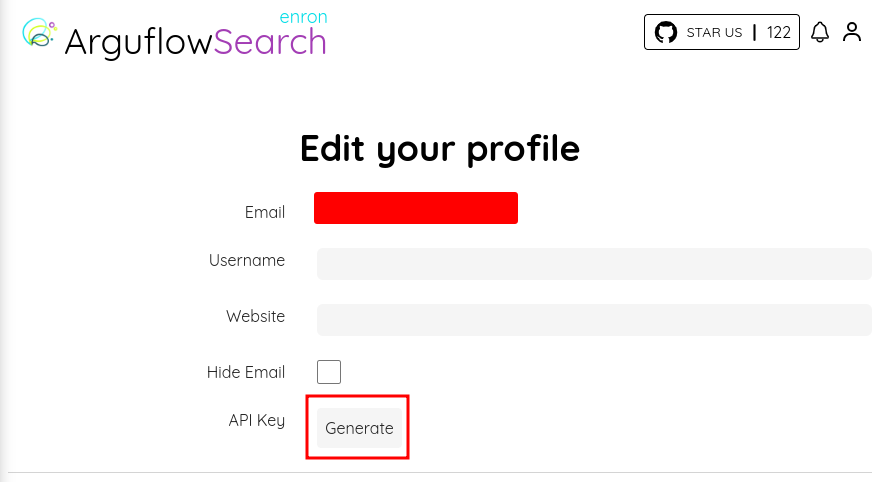 enron
ArguflowSearch
STAR US | 122
Edit your profile
Email
Username
Website
Hide Email
API Key
Generate